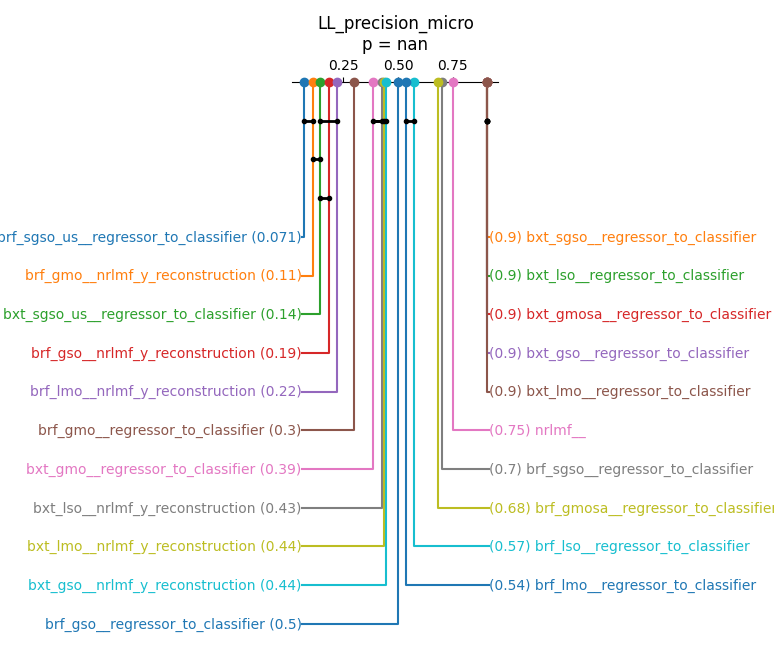 LL_precision_micro
p = nan
0.25 0.50 0.75
brf_sgso_us__regressor_to_classifier (0.071)
(0.9) bxt_sgso__regressor_to_classifier
brf_gmo__nrlmf_y_reconstruction (0.11)
(0.9) bxt_lso__regressor_to_classifier
bxt_sgso_us__regressor_to_classifier (0.14)
(0.9) bxt_gmosa__regressor_to_classifier
brf_gso__nrlmf_y_reconstruction (0.19)
(0.9) bxt_gso__regressor_to_classifier
brf_lmo__nrlmf_y_reconstruction (0.22)
(0.9) bxt_lmo__regressor_to_classifier
brf_gmo__regressor_to_classifier (0.3)
(0.75) nrlmf__
bxt_gmo__regressor_to_classifier (0.39)
(0.7) brf_sgso__regressor_to_classifier
bxt_lso__nrlmf_y_reconstruction (0.43)
(0.68) brf_gmosa__regressor_to_classifier
bxt_lmo__nrlmf_y_reconstruction (0.44)
(0.57) brf_lso__regressor_to_classifier
bxt_gso__nrlmf_y_reconstruction (0.44)
(0.54) brf_lmo__regressor_to_classifier
brf_gso__regressor_to_classifier (0.5)